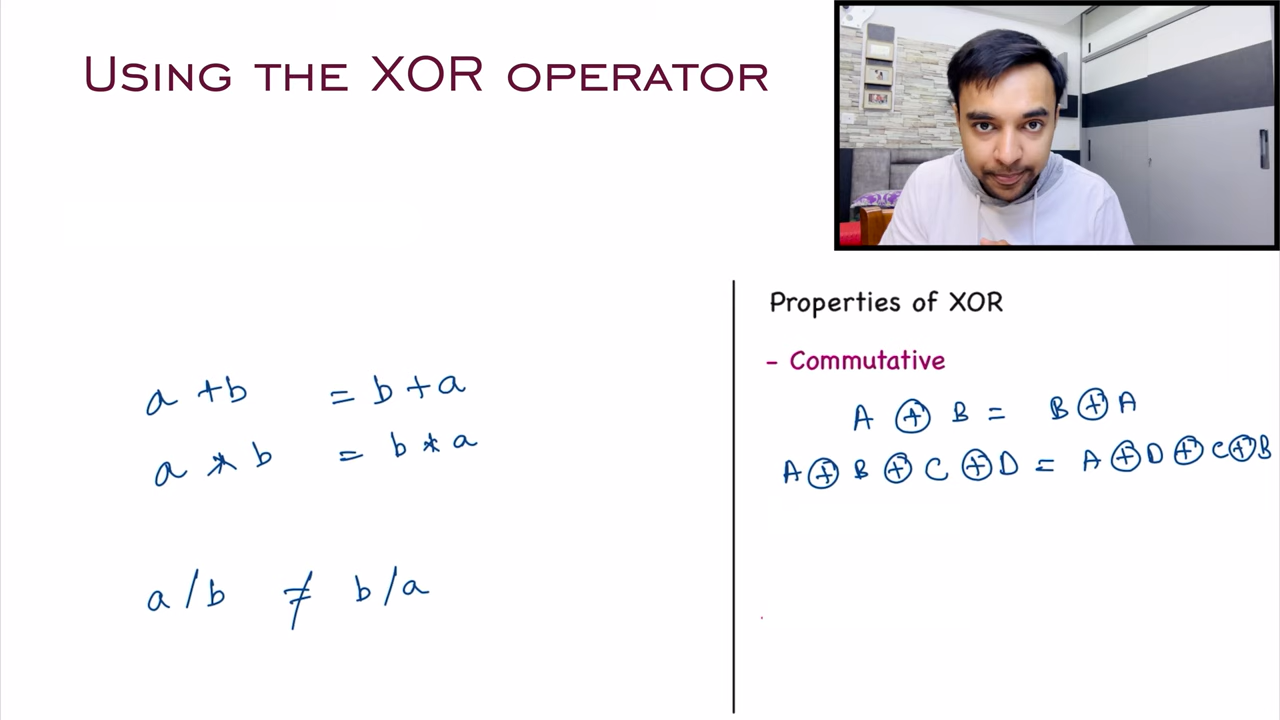 USING THE XOR OPERATOR
a + b = b + a
a * b = b * a
a / b ≠ b / a
Properties of XOR
- Commutative
A ⊕ B = B ⊕ A
A ⊕ B ⊕ C ⊕ D = A ⊕ D ⊕ C ⊕ B